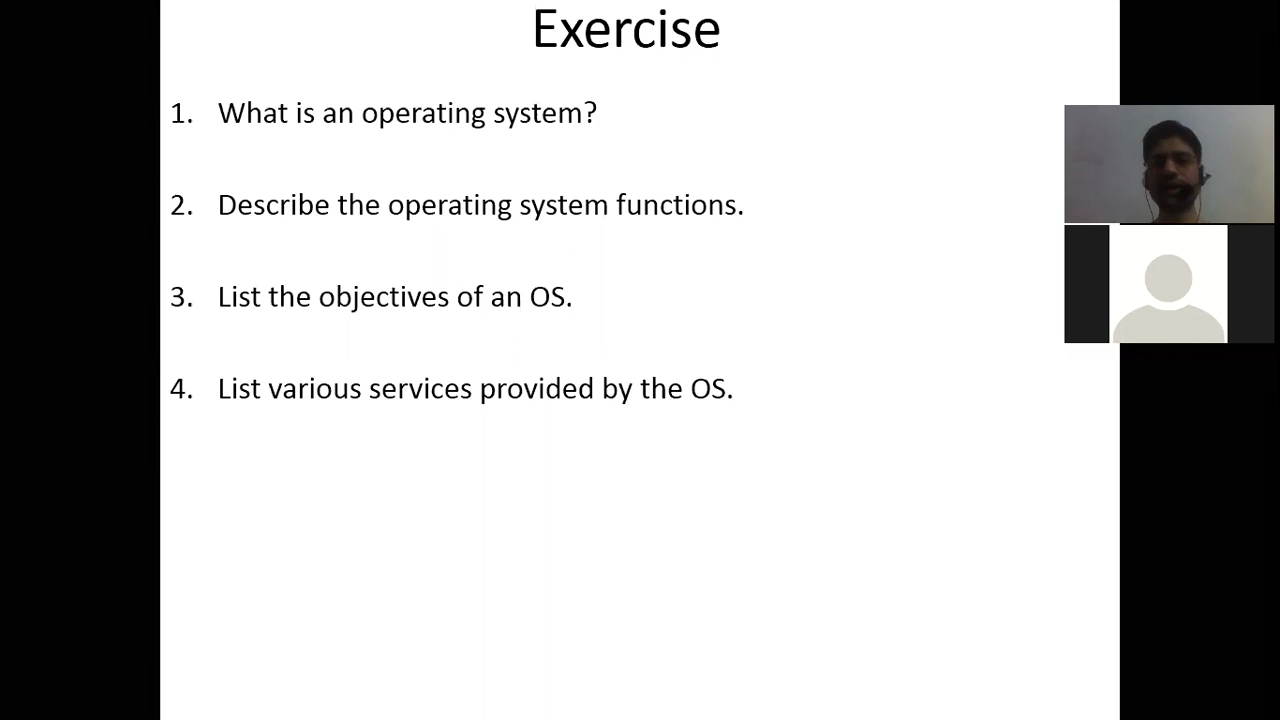 Exercise
1. What is an operating system?
2. Describe the operating system functions.
3. List the objectives of an OS.
4. List various services provided by the OS.